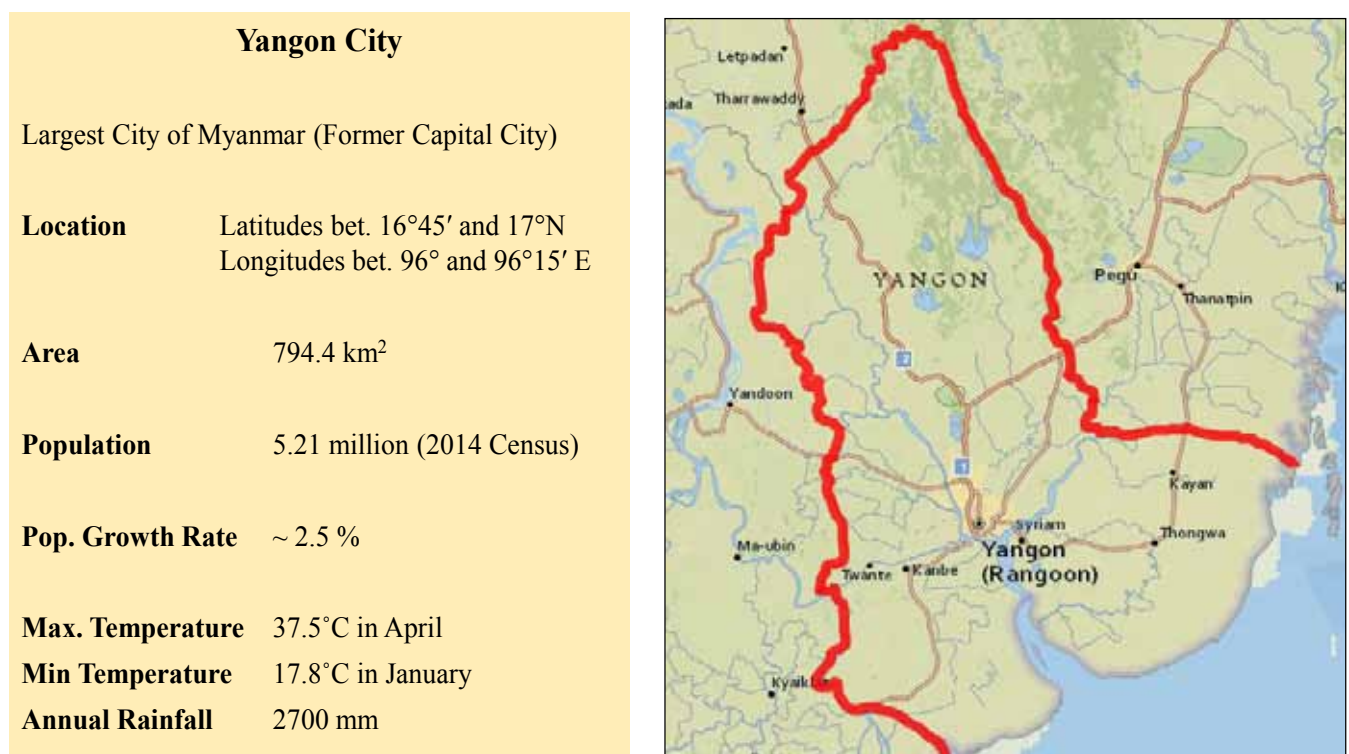 Yangon City
Largest City of Myanmar (Former Capital City)
Location Latitudes bet. 16°45′ and 17°N
Longitudes bet. 96° and 96°15′ E
Area 794.4 km²
Population 5.21 million (2014 Census)
Pop. Growth Rate ~ 2.5 %
Max. Temperature 37.5˚C in April
Min Temperature 17.8˚C in January
Annual Rainfall 2700 mm
Letpadan
Tharrawaddy
YANGON
Pegu
Thanatpin
2
Yandoon
1
Kayan
Syriam
Thongwa
Ma-ubin
Yangon
(Rangoon)
Twante
Kanbe